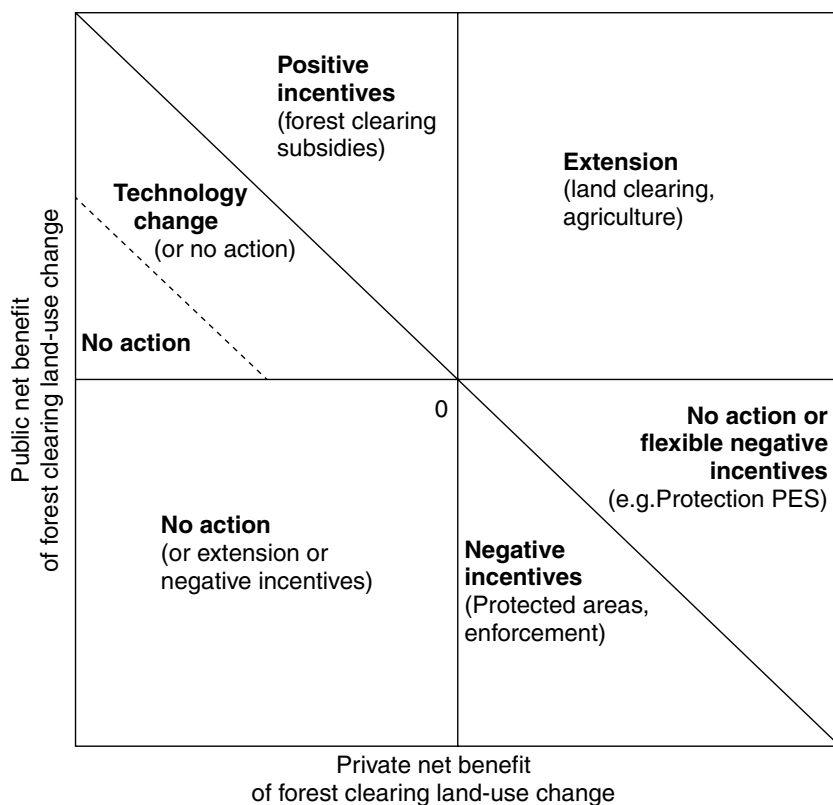 Positive
incentives
(forest clearing
subsidies)
Extension
(land clearing,
agriculture)
Technology
change
(or no action)
No action
0
No action or
flexible negative
incentives
(e.g.Protection PES)
No action
(or extension or
negative incentives)
Negative
incentives
(Protected areas,
enforcement)
Public net benefit
of forest clearing land-use change
Private net benefit
of forest clearing land-use change